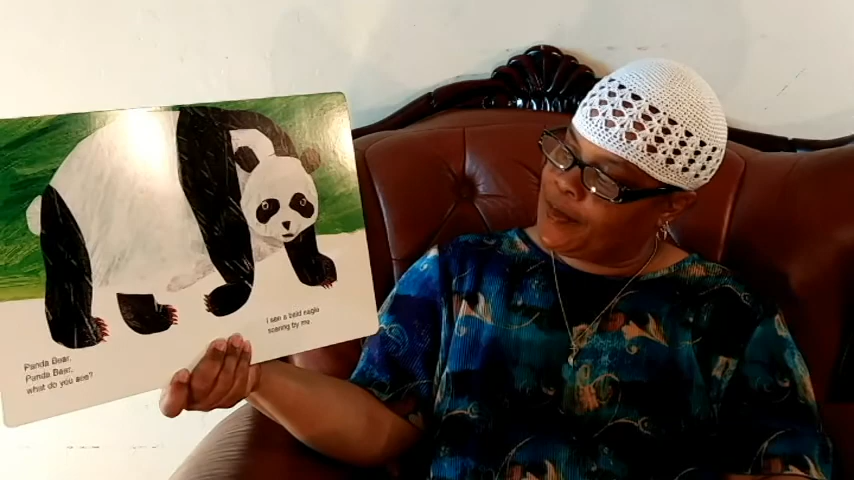 Panda Bear,
Panda Bear,
what do you see?
I see a bald eagle
soaring by me.